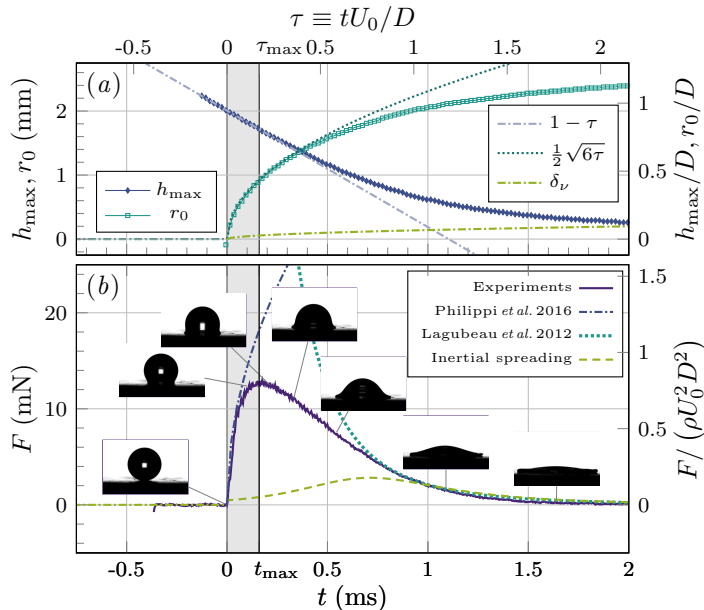 τ ≡ tU₀/D
-0.5 0 τmax 0.5 1 1.5 2
(a)
hmax, r₀ (mm)
2
1
0
hmax
r₀
1 − τ
½√6τ
δν
hmax/D, r₀/D
1
0.5
0
(b)
F (mN)
20
10
0
Experiments
Philippi et al. 2016
Lagubeau et al. 2012
Inertial spreading
F/(ρU₀²D²)
1.5
1
0.5
0
-0.5 0 tmax 0.5 1 1.5 2
t (ms)